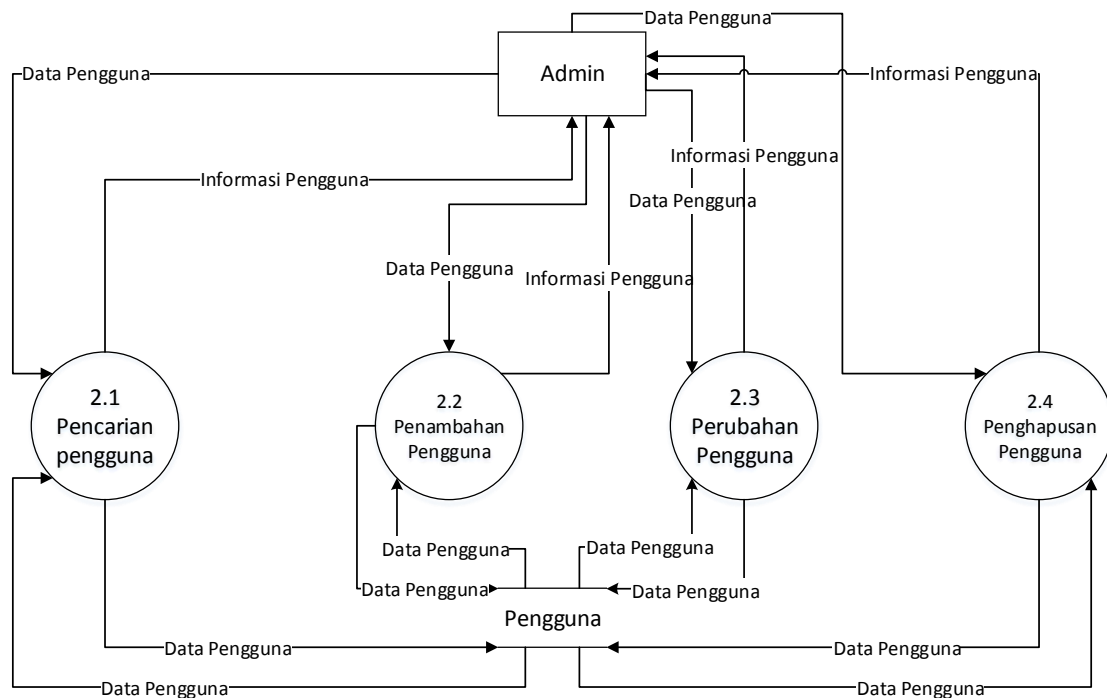 Data Pengguna
Admin
Data Pengguna
Informasi Pengguna
Informasi Pengguna
Informasi Pengguna
Data Pengguna
Data Pengguna
Informasi Pengguna
2.1
Pencarian
pengguna
2.2
Penambahan
Pengguna
2.3
Perubahan
Pengguna
2.4
Penghapusan
Pengguna
Data Pengguna
Data Pengguna
Data Pengguna
Data Pengguna
Pengguna
Data Pengguna
Data Pengguna
Data Pengguna
Data Pengguna